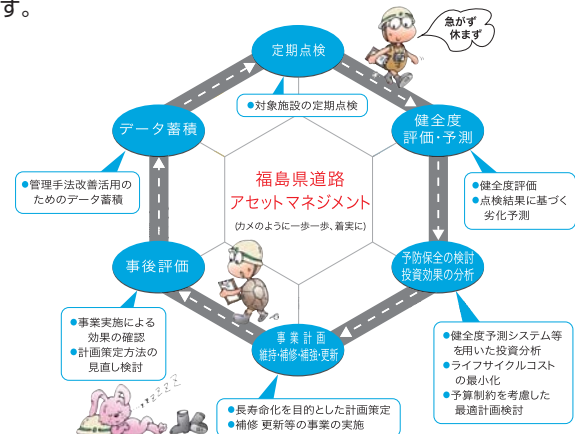 す。
急がず
休まず
定期点検
●対象施設の定期点検
健全度
評価・予測
●健全度評価
●点検結果に基づく
劣化予測
データ蓄積
●管理手法改善活用の
ためのデータ蓄積
福島県道路
アセットマネジメント
(カメのように一歩一歩、着実に)
予防保全の検討
投資効果の分析
●健全度予測システム等
を用いた投資分析
●ライフサイクルコスト
の最小化
●予算制約を考慮した
最適計画検討
事後評価
●事業実施による
効果の確認
●計画策定方法の
見直し検討
事業計画
維持・補修・補強・更新
●長寿命化を目的とした計画策定
●補修 更新等の事業の実施
zzzzz